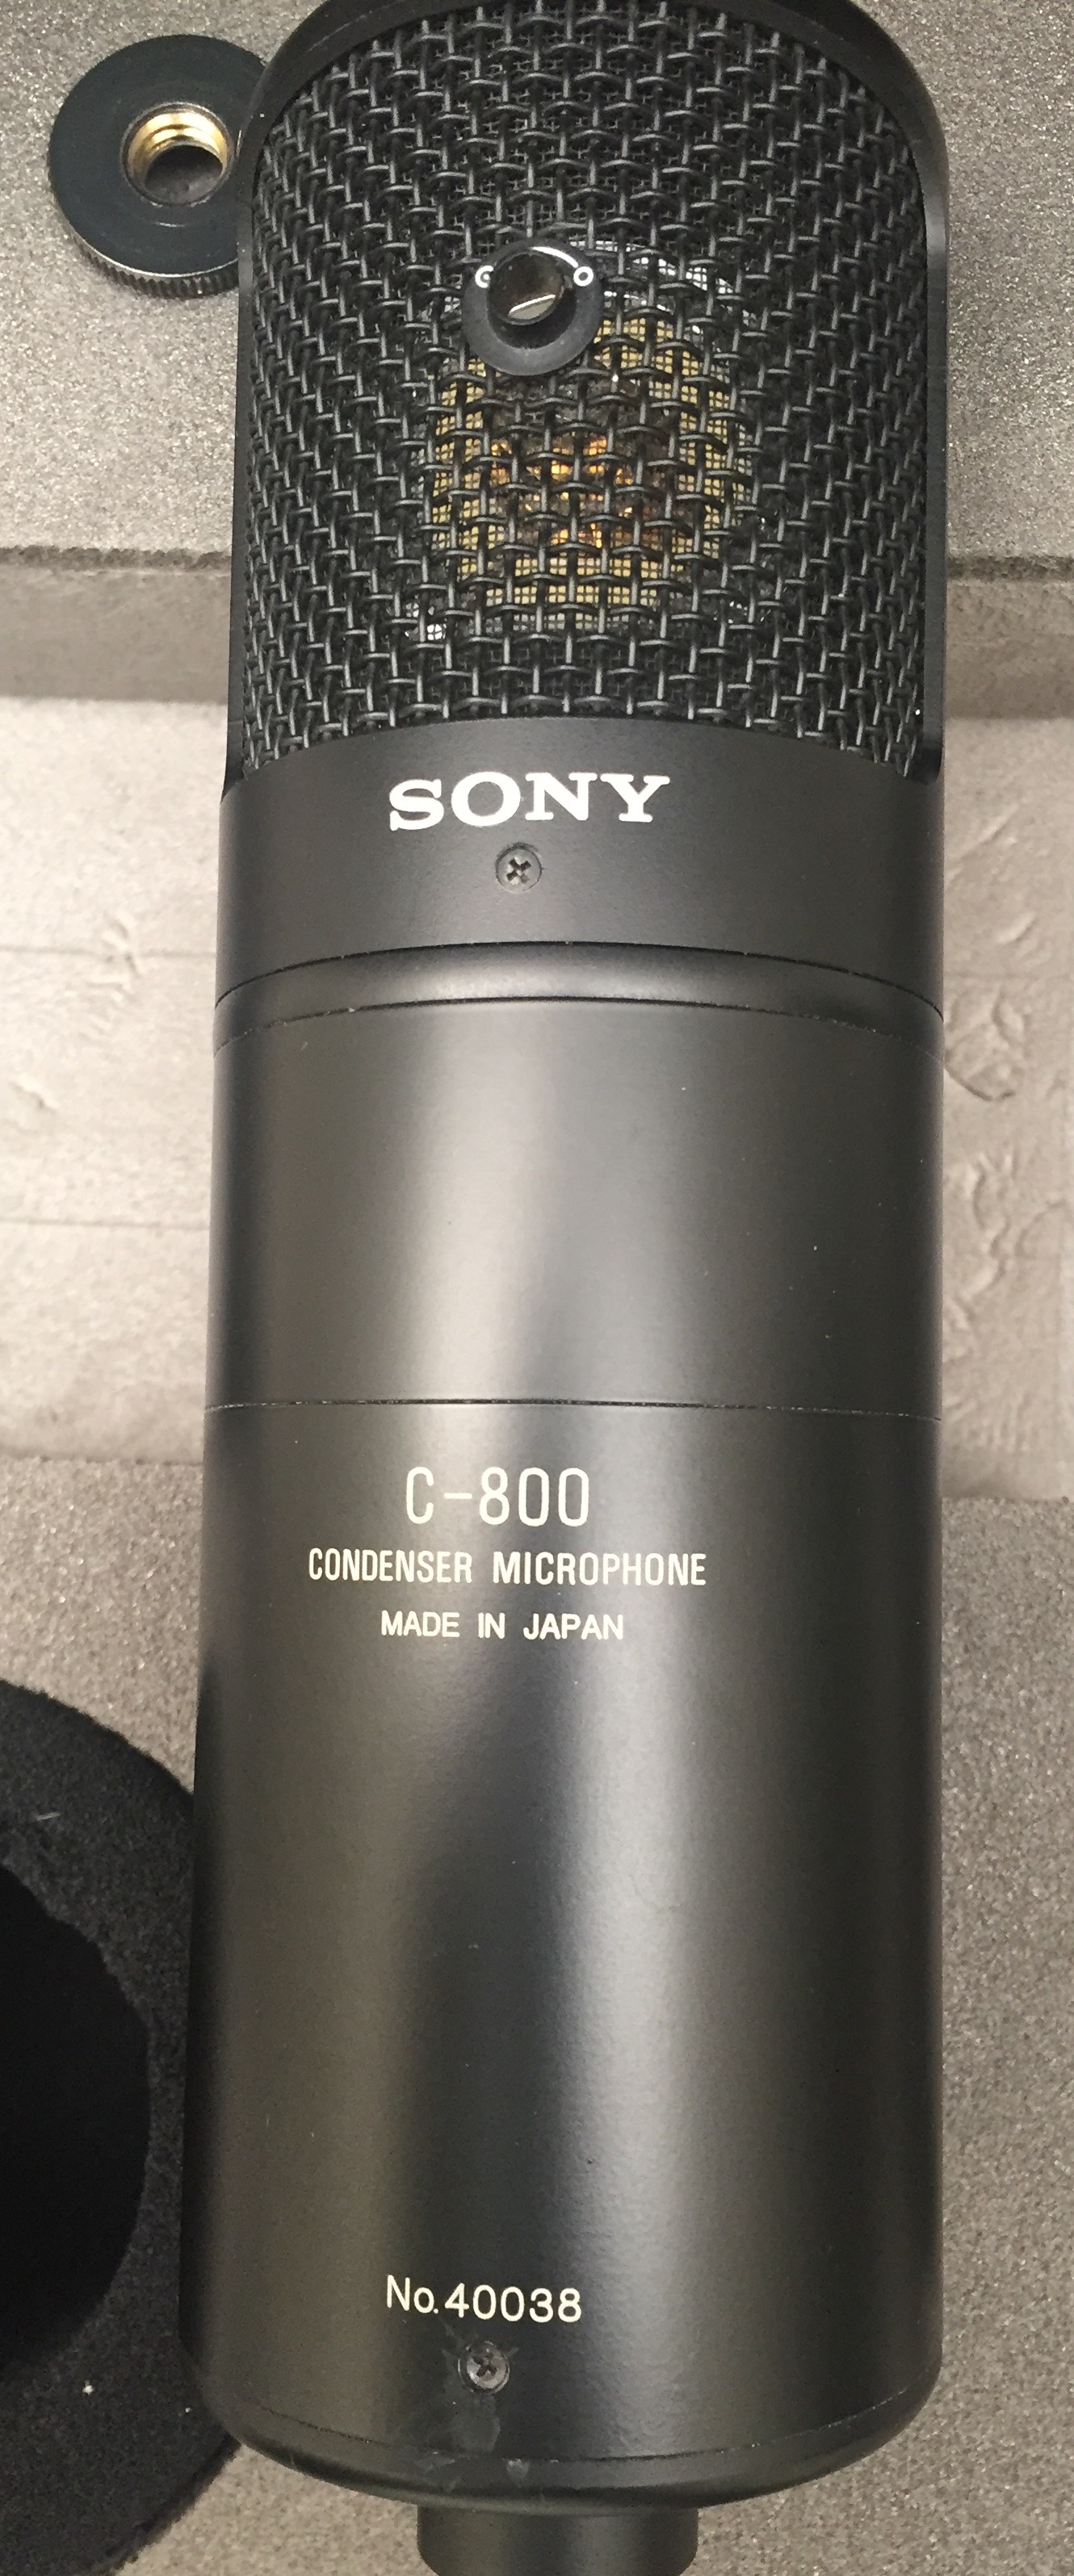 SONY
C-800
CONDENSER MICROPHONE
MADE IN JAPAN
No.40038